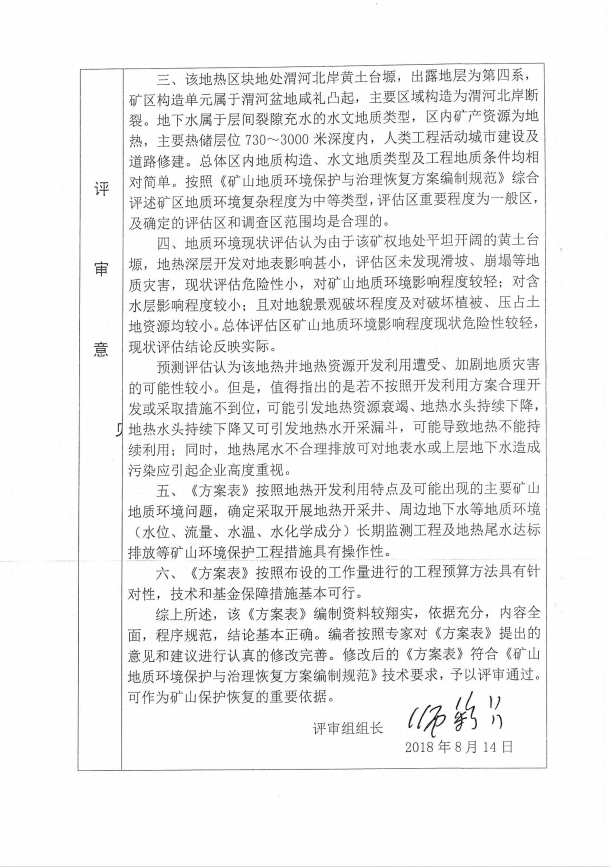 三、该地热区块地处渭河北岸黄土台塬，出露地层为第四系，
矿区构造单元属于渭河盆地咸礼凸起，主要区域构造为渭河北岸断
裂。地下水属于层间裂隙充水的水文地质类型，区内矿产资源为地
热，主要热储层位730～3000米深度内，人类工程活动城市建设及
道路修建。总体区内地质构造、水文地质类型及工程地质条件均相
对简单。按照《矿山地质环境保护与治理恢复方案编制规范》综合
评述矿区地质环境复杂程度为中等类型，评估区重要程度为一般区，
及确定的评估区和调查区范围均是合理的。
四、地质环境现状评估认为由于该矿权地处平坦开阔的黄土台
塬，地热深层开发对地表影响甚小，评估区未发现滑坡、崩塌等地
质灾害，现状评估危险性小，对矿山地质环境影响程度较轻；对含
水层影响程度较小；且对地貌景观破坏程度及对破坏植被、压占土
地资源均较小。总体评估区矿山地质环境影响程度现状危险性较轻，
现状评估结论反映实际。
预测评估认为该地热井地热资源开发利用遭受、加剧地质灾害
的可能性较小。但是，值得指出的是若不按照开发利用方案合理开
发或采取措施不到位，可能引发地热资源衰竭、地热水头持续下降，
地热水头持续下降又可引发地热水开采漏斗，可能导致地热不能持
续利用；同时，地热尾水不合理排放可对地表水或上层地下水造成
污染应引起企业高度重视。
五、《方案表》按照地热开发利用特点及可能出现的主要矿山
地质环境问题，确定采取开展地热开采井、周边地下水等地质环境
（水位、流量、水温、水化学成分）长期监测工程及地热尾水达标
排放等矿山环境保护工程措施具有操作性。
六、《方案表》按照布设的工作量进行的工程预算方法具有针
对性，技术和基金保障措施基本可行。
综上所述，该《方案表》编制资料较翔实，依据充分，内容全
面，程序规范，结论基本正确。编者按照专家对《方案表》提出的
意见和建议进行认真的修改完善。修改后的《方案表》符合《矿山
地质环境保护与治理恢复方案编制规范》技术要求，予以评审通过。
可作为矿山保护恢复的重要依据。
评审组组长
2018年8月14日
评
审
意
见